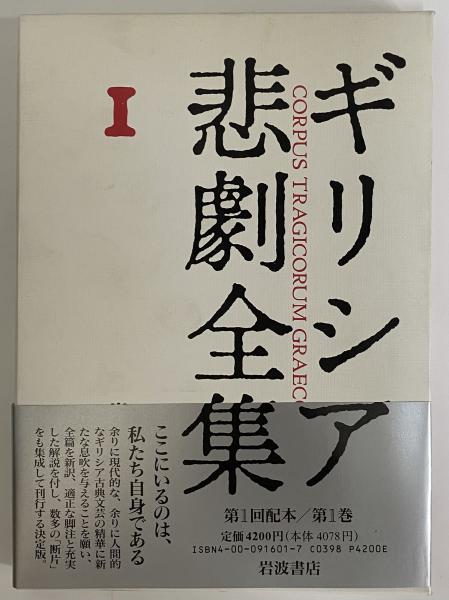 ギリシア
悲劇全集
CORPUS TRAGICORUM GRAECO
I
ここにいるのは、
私たち自身である
余りに現代的な、余りに人間的
なギリシア古典文芸の精華に新
たな息吹を与えることを願い、
全篇を新訳、適正な脚注と充実
した解説を付し、数多の「断片」
をも集成して刊行する決定版。
第1回配本/第1巻
定価4200円(本体 4078円)
ISBN4-00-091601-7 C0398 P4200E
岩波書店